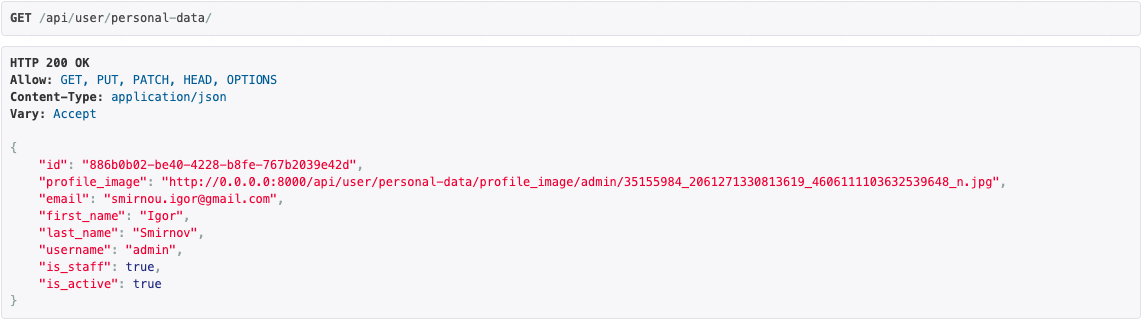 GET /api/user/personal-data/
HTTP 200 OK
Allow: GET, PUT, PATCH, HEAD, OPTIONS
Content-Type: application/json
Vary: Accept
{
"id": "886b0b02-be40-4228-b8fe-767b2039e42d",
"profile_image": "http://0.0.0.0:8000/api/user/personal-data/profile_image/admin/35155984_2061271330813619_4606111103632539648_n.jpg",
"email": "smirnou.igor@gmail.com",
"first_name": "Igor",
"last_name": "Smirnov",
"username": "admin",
"is_staff": true,
"is_active": true
}